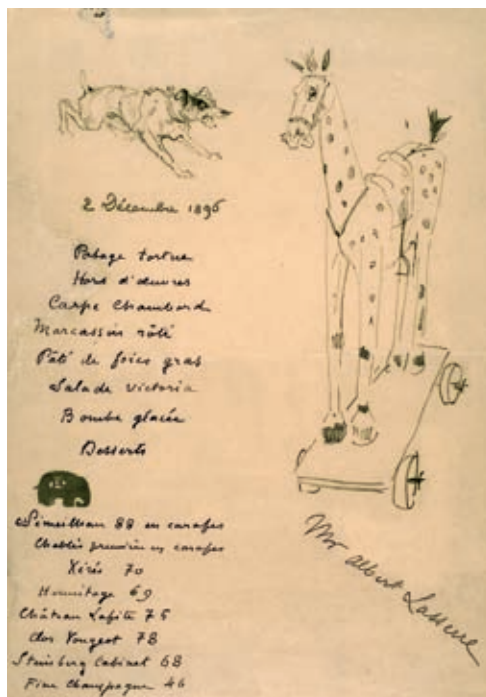 2 Décembre 1896
Potage tortue
Hors d'œuvres
Carpe Chambord
Marcassin rôti
Pâté de foies gras
Salade Victoria
Bombe glacée
Desserts
88 en carafes
Chablis en carafes
Xérès 70
Hermitage 69
Château Lafite 75
Clos Vougeot 78
Steinberg Cabinet 68
Fine Champagne 46
Mr Albert